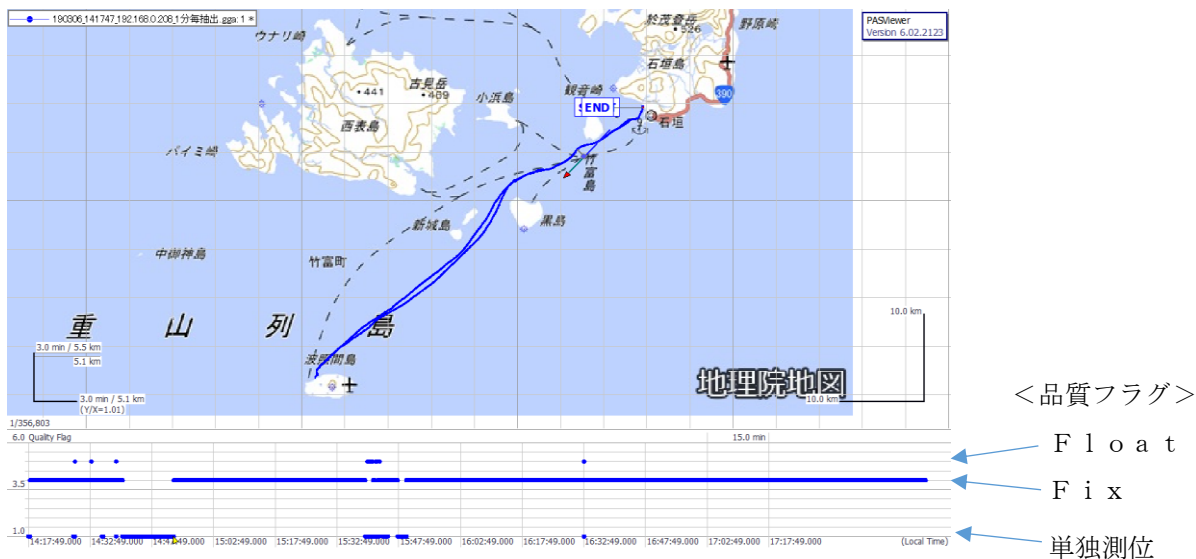 190306_141747_192.168.0.208_1分毎抽出.gga: 1 *
PASViewer
Version 6.02.2123
ウナリ崎
於茂登岳
・526
野原崎
石垣島
古見岳
・441
・469
小浜島
観音崎
390
END
石垣
西表島
パイミ崎
竹富島
黒島
新城島
中御神島
竹富町
重山列島
波照間島
地理院地図
3.0 min / 5.5 km
5.1 km
3.0 min / 5.1 km
(Y/X=1.01)
10.0 km
10.0 km
1/356,803
6.0 Quality Flag
15.0 min
3.5
1.0
14:17:49.000 14:32:49.000 14:47:49.000 15:02:49.000 15:17:49.000 15:32:49.000 15:47:49.000 16:02:49.000 16:17:49.000 16:32:49.000 16:47:49.000 17:02:49.000 17:17:49.000 (Local Time)
＜品質フラグ＞
Ｆｌｏａｔ
Ｆｉｘ
単独測位